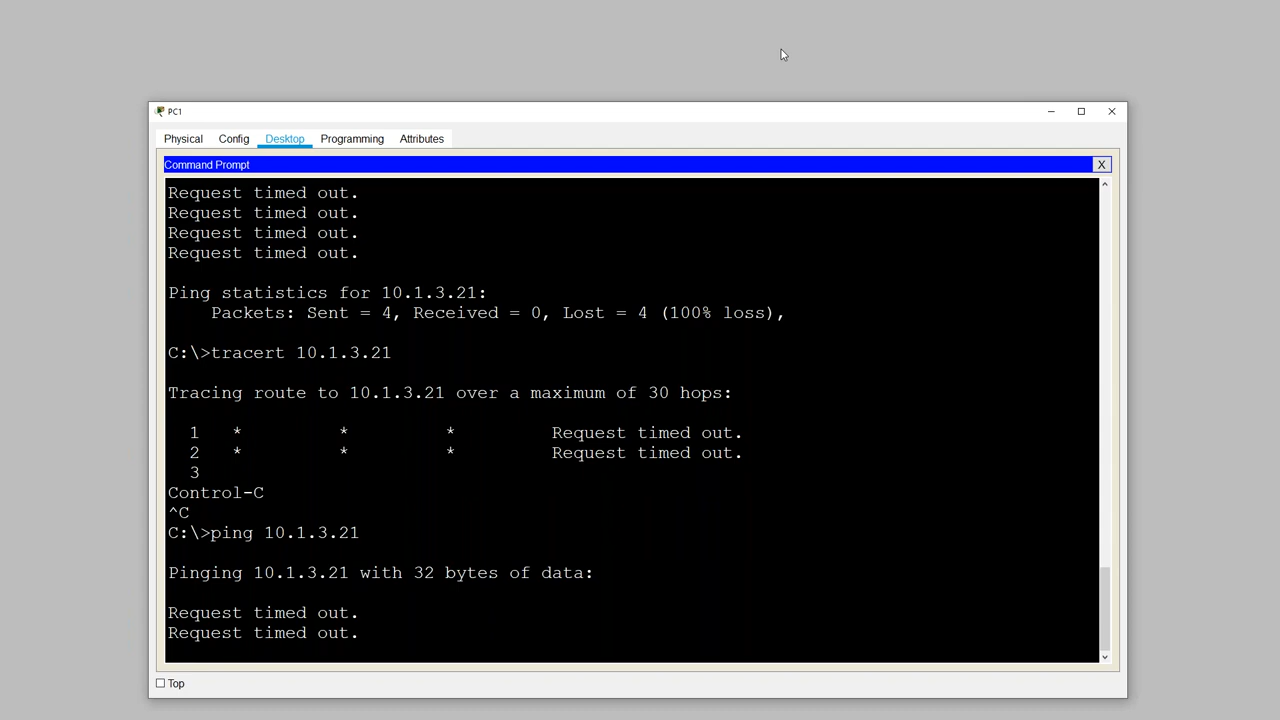 PC1
Physical Config Desktop Programming Attributes
Command Prompt
X
Request timed out.
Request timed out.
Request timed out.
Request timed out.
Ping statistics for 10.1.3.21:
Packets: Sent = 4, Received = 0, Lost = 4 (100% loss),
C:\>tracert 10.1.3.21
Tracing route to 10.1.3.21 over a maximum of 30 hops:
1 * * * Request timed out.
2 * * * Request timed out.
3
Control-C
^C
C:\>ping 10.1.3.21
Pinging 10.1.3.21 with 32 bytes of data:
Request timed out.
Request timed out.
Top